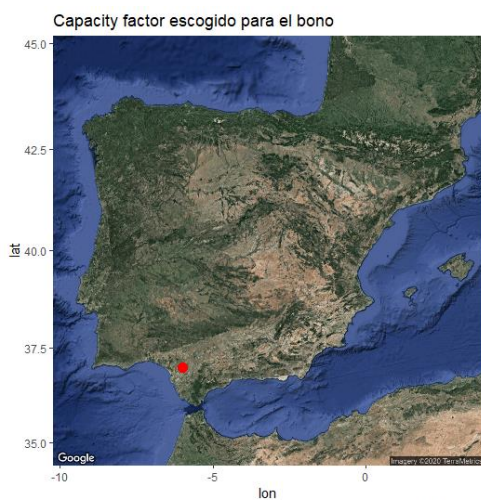 Capacity factor escogido para el bono
45.0
42.5
40.0
lat
37.5
35.0
Google
Imagery ©2020 TerraMetrics
-10
-5
0
lon